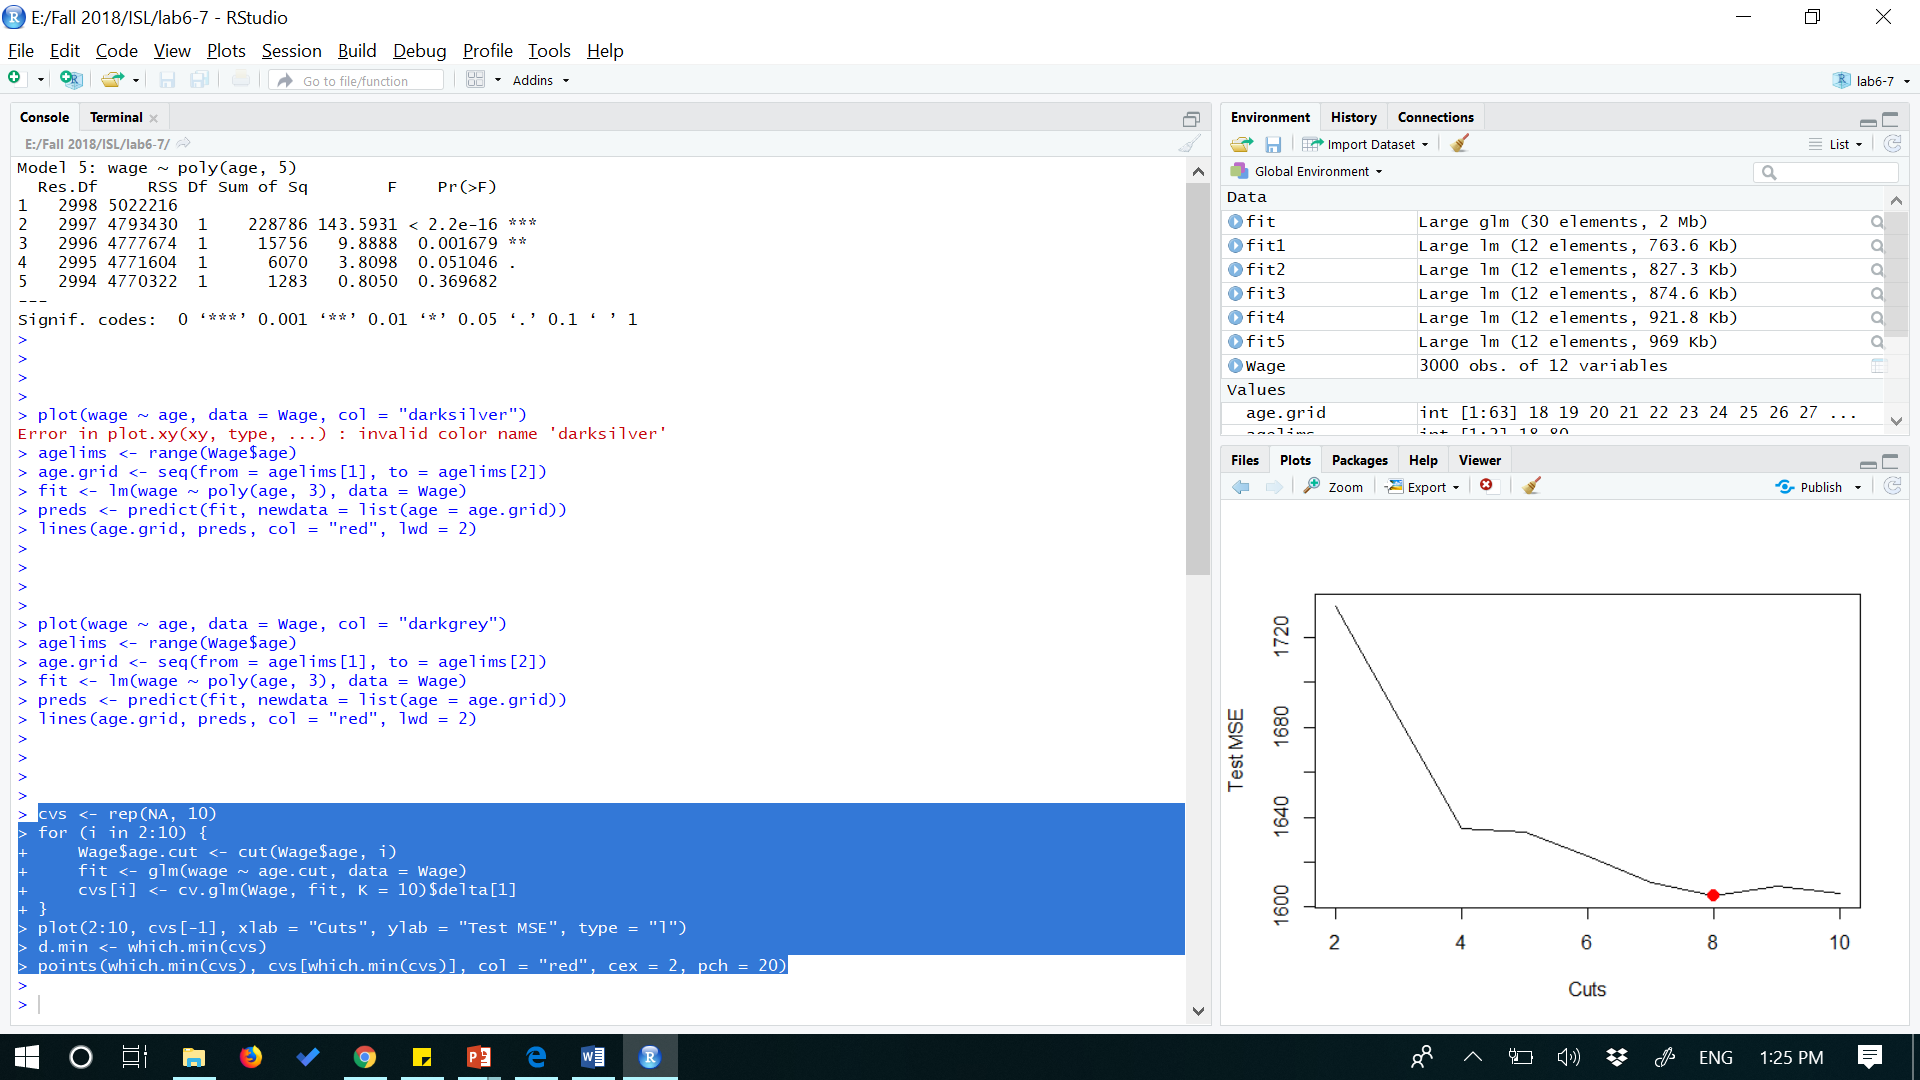 E:/Fall 2018/ISL/lab6-7 - RStudio
File Edit Code View Plots Session Build Debug Profile Tools Help
Go to file/function Addins lab6-7
Console Terminal
E:/Fall 2018/ISL/lab6-7/
Model 5: wage ~ poly(age, 5)
  Res.Df     RSS Df Sum of Sq        F    Pr(>F)
1   2998 5022216
2   2997 4793430  1    228786 143.5931 < 2.2e-16 ***
3   2996 4777674  1     15756   9.8888  0.001679 **
4   2995 4771604  1      6070   3.8098  0.051046 .
5   2994 4770322  1      1283   0.8050  0.369682
---
Signif. codes:  0 ‘***’ 0.001 ‘**’ 0.01 ‘*’ 0.05 ‘.’ 0.1 ‘ ’ 1
>
>
>
>
> plot(wage ~ age, data = Wage, col = "darksilver")
Error in plot.xy(xy, type, ...) : invalid color name 'darksilver'
> agelims <- range(Wage$age)
> age.grid <- seq(from = agelims[1], to = agelims[2])
> fit <- lm(wage ~ poly(age, 3), data = Wage)
> preds <- predict(fit, newdata = list(age = age.grid))
> lines(age.grid, preds, col = "red", lwd = 2)
>
>
>
>
> plot(wage ~ age, data = Wage, col = "darkgrey")
> agelims <- range(Wage$age)
> age.grid <- seq(from = agelims[1], to = agelims[2])
> fit <- lm(wage ~ poly(age, 3), data = Wage)
> preds <- predict(fit, newdata = list(age = age.grid))
> lines(age.grid, preds, col = "red", lwd = 2)
>
>
>
>
> cvs <- rep(NA, 10)
> for (i in 2:10) {
+     Wage$age.cut <- cut(Wage$age, i)
+     fit <- glm(wage ~ age.cut, data = Wage)
+     cvs[i] <- cv.glm(Wage, fit, K = 10)$delta[1]
+ }
> plot(2:10, cvs[-1], xlab = "Cuts", ylab = "Test MSE", type = "l")
> d.min <- which.min(cvs)
> points(which.min(cvs), cvs[which.min(cvs)], col = "red", cex = 2, pch = 20)
>
>
Environment History Connections
Import Dataset List
Global Environment
Data
fit Large glm (30 elements, 2 Mb)
fit1 Large lm (12 elements, 763.6 Kb)
fit2 Large lm (12 elements, 827.3 Kb)
fit3 Large lm (12 elements, 874.6 Kb)
fit4 Large lm (12 elements, 921.8 Kb)
fit5 Large lm (12 elements, 969 Kb)
Wage 3000 obs. of 12 variables
Values
age.grid int [1:63] 18 19 20 21 22 23 24 25 26 27 ...
agelims int [1:2] 18 80
Files Plots Packages Help Viewer
Zoom Export Publish
Test MSE
1720
1680
1640
1600
2 4 6 8 10
Cuts
ENG 1:25 PM